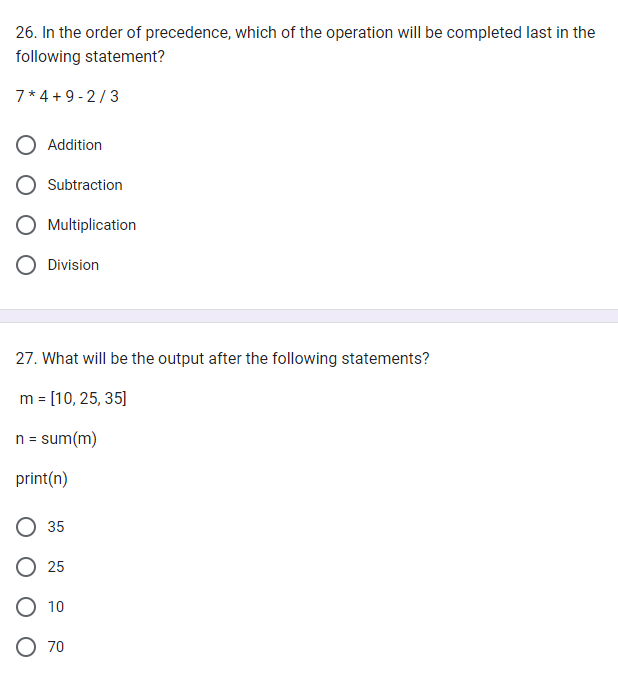 26. In the order of precedence, which of the operation will be completed last in the
following statement?
7 * 4 + 9 - 2 / 3
Addition
Subtraction
Multiplication
Division
27. What will be the output after the following statements?
m = [10, 25, 35]
n = sum(m)
print(n)
35
25
10
70